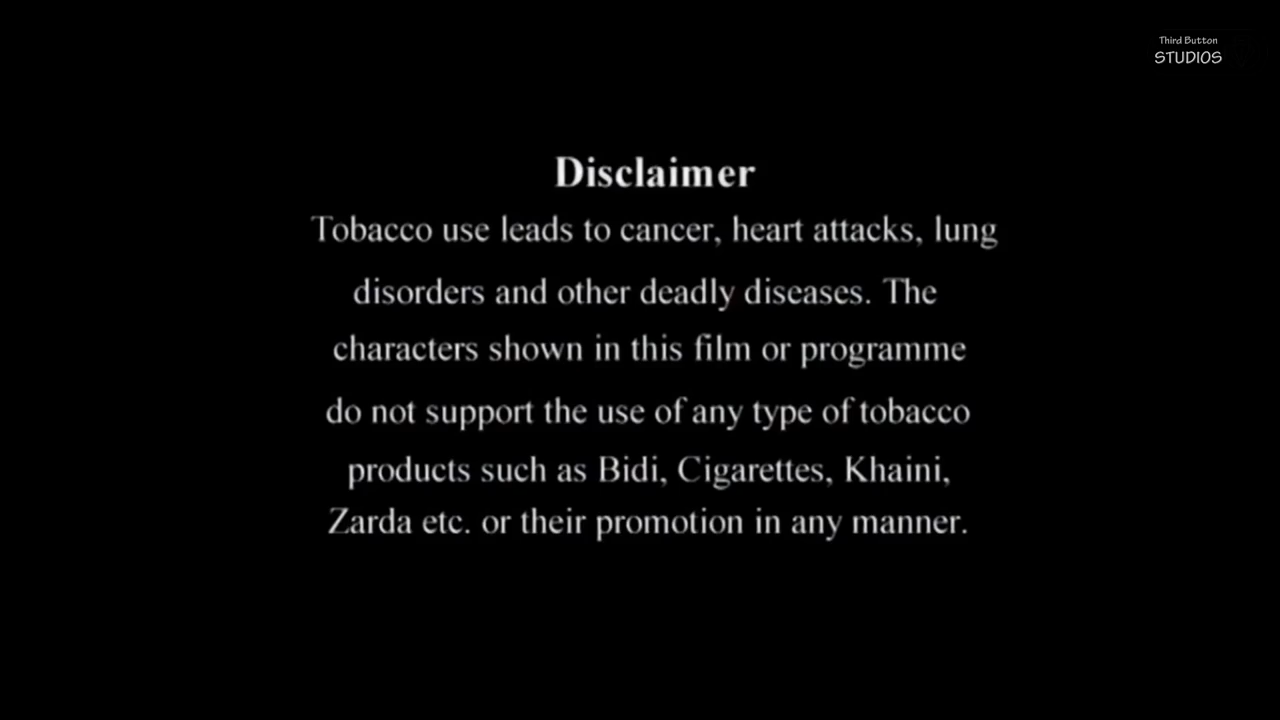 Third Button
STUDIOS
Disclaimer
Tobacco use leads to cancer, heart attacks, lung
disorders and other deadly diseases. The
characters shown in this film or programme
do not support the use of any type of tobacco
products such as Bidi, Cigarettes, Khaini,
Zarda etc. or their promotion in any manner.